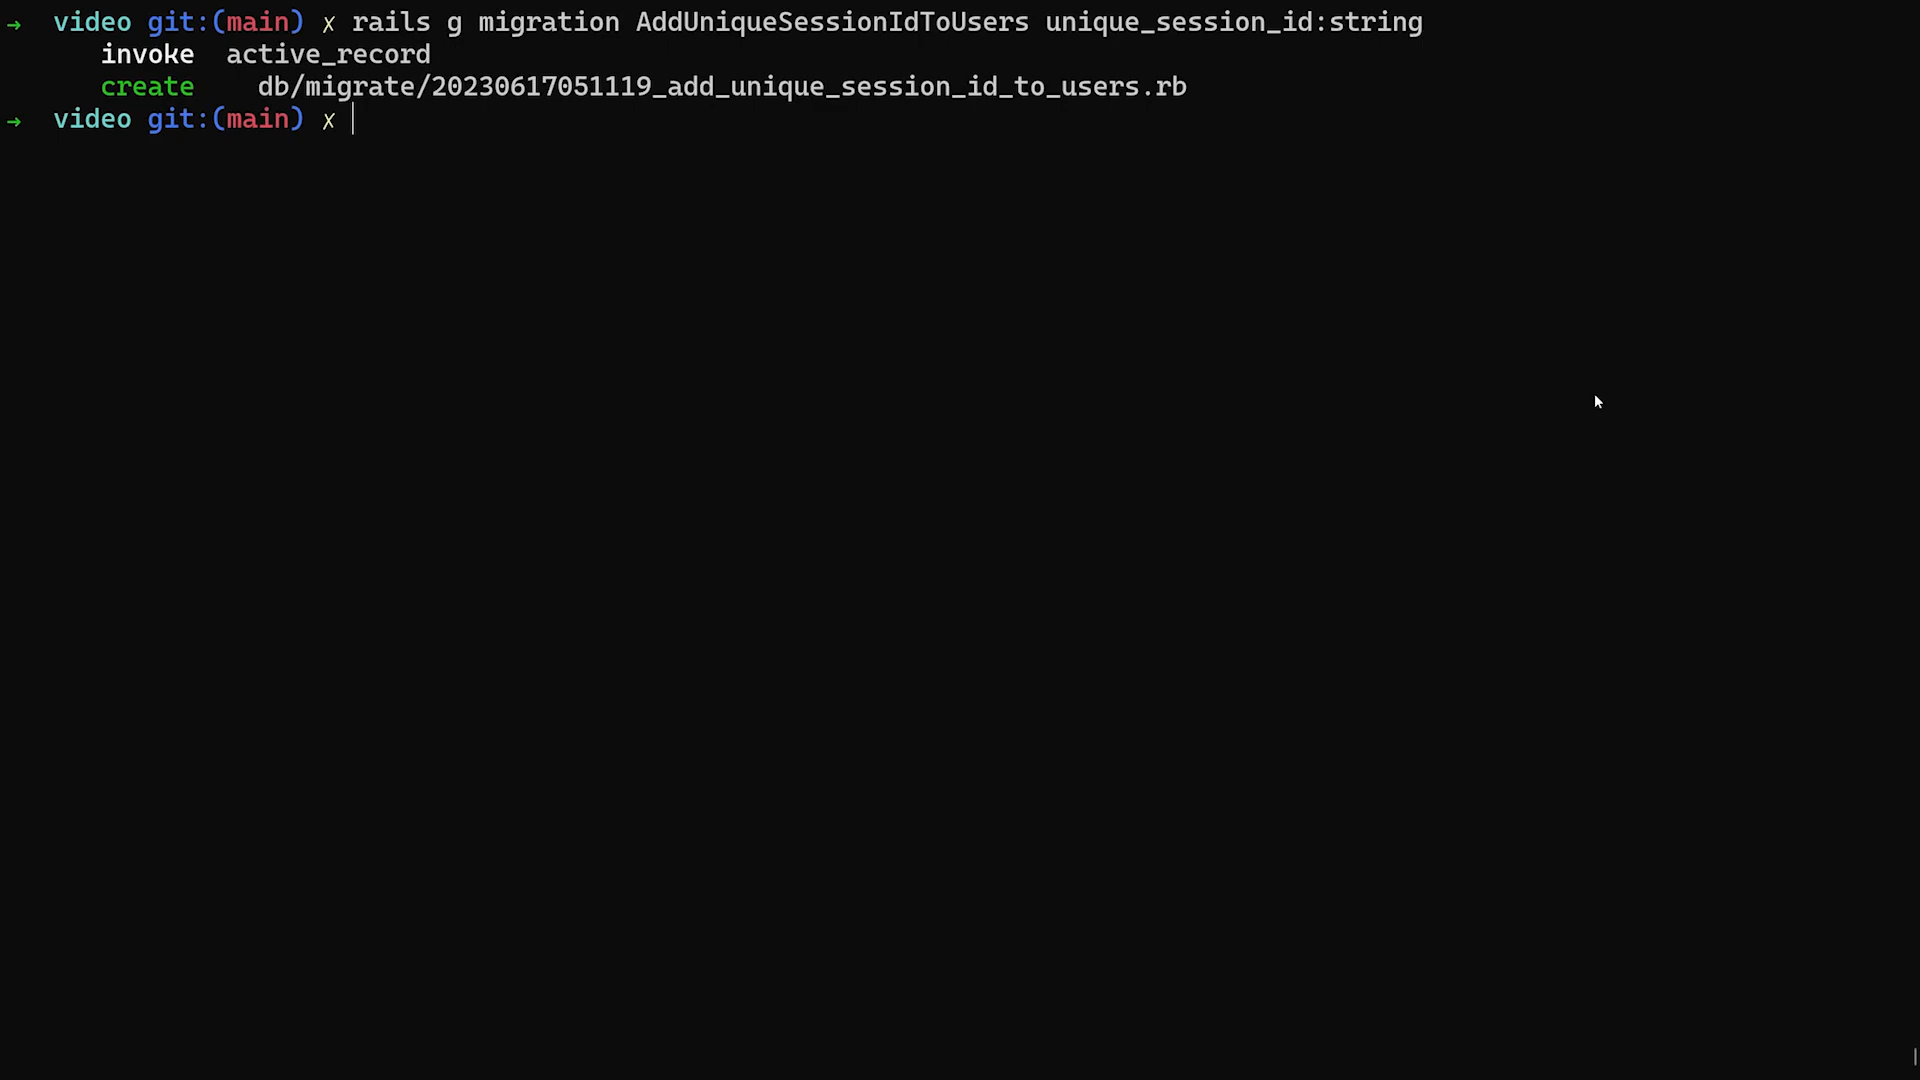 → video git:(main) x rails g migration AddUniqueSessionIdToUsers unique_session_id:string
invoke active_record
create db/migrate/20230617051119_add_unique_session_id_to_users.rb
→ video git:(main) x